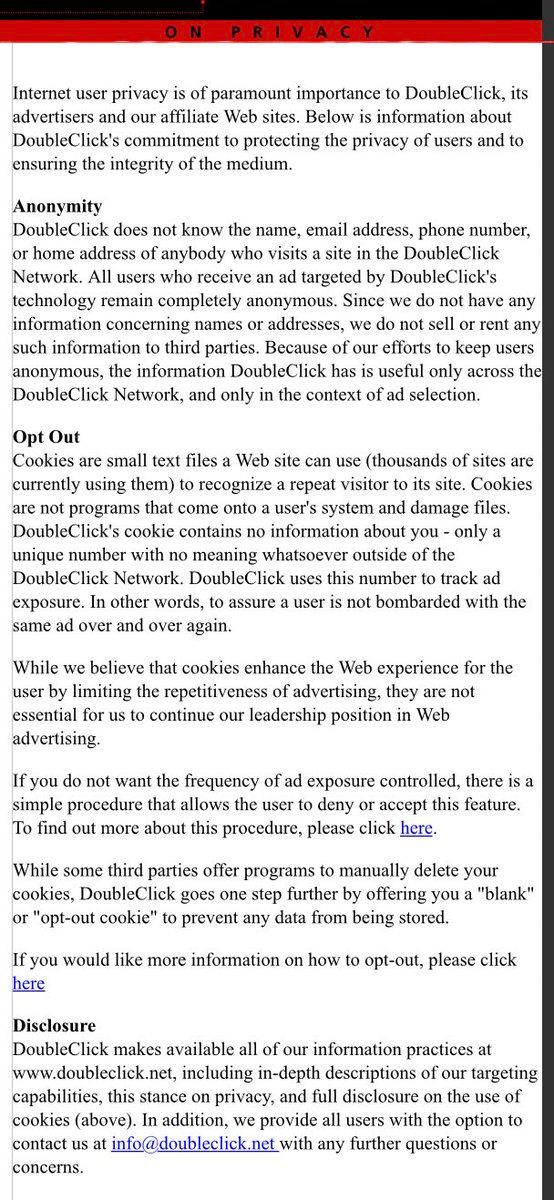 ON PRIVACY
Internet user privacy is of paramount importance to DoubleClick, its
advertisers and our affiliate Web sites. Below is information about
DoubleClick's commitment to protecting the privacy of users and to
ensuring the integrity of the medium.
Anonymity
DoubleClick does not know the name, email address, phone number,
or home address of anybody who visits a site in the DoubleClick
Network. All users who receive an ad targeted by DoubleClick's
technology remain completely anonymous. Since we do not have any
information concerning names or addresses, we do not sell or rent any
such information to third parties. Because of our efforts to keep users
anonymous, the information DoubleClick has is useful only across the
DoubleClick Network, and only in the context of ad selection.
Opt Out
Cookies are small text files a Web site can use (thousands of sites are
currently using them) to recognize a repeat visitor to its site. Cookies
are not programs that come onto a user's system and damage files.
DoubleClick's cookie contains no information about you - only a
unique number with no meaning whatsoever outside of the
DoubleClick Network. DoubleClick uses this number to track ad
exposure. In other words, to assure a user is not bombarded with the
same ad over and over again.
While we believe that cookies enhance the Web experience for the
user by limiting the repetitiveness of advertising, they are not
essential for us to continue our leadership position in Web
advertising.
If you do not want the frequency of ad exposure controlled, there is a
simple procedure that allows the user to deny or accept this feature.
To find out more about this procedure, please click here.
While some third parties offer programs to manually delete your
cookies, DoubleClick goes one step further by offering you a "blank"
or "opt-out cookie" to prevent any data from being stored.
If you would like more information on how to opt-out, please click
here
Disclosure
DoubleClick makes available all of our information practices at
www.doubleclick.net, including in-depth descriptions of our targeting
capabilities, this stance on privacy, and full disclosure on the use of
cookies (above). In addition, we provide all users with the option to
contact us at info@doubleclick.net with any further questions or
concerns.